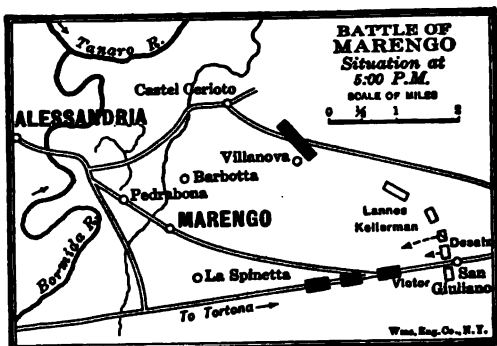 BATTLE OF
MARENGO
Situation at
5:00 P.M.
SCALE OF MILES
0 ½ 1 2
Tanaro R.
Castel Cerioto
ALESSANDRIA
Villanova
Barbotta
Pedrabona
Lannes
Kellerman
MARENGO
Desaix
Bormida R.
La Spinetta
Victor
San
Giuliano
To Tortona
Wms. Eng. Co., N.Y.